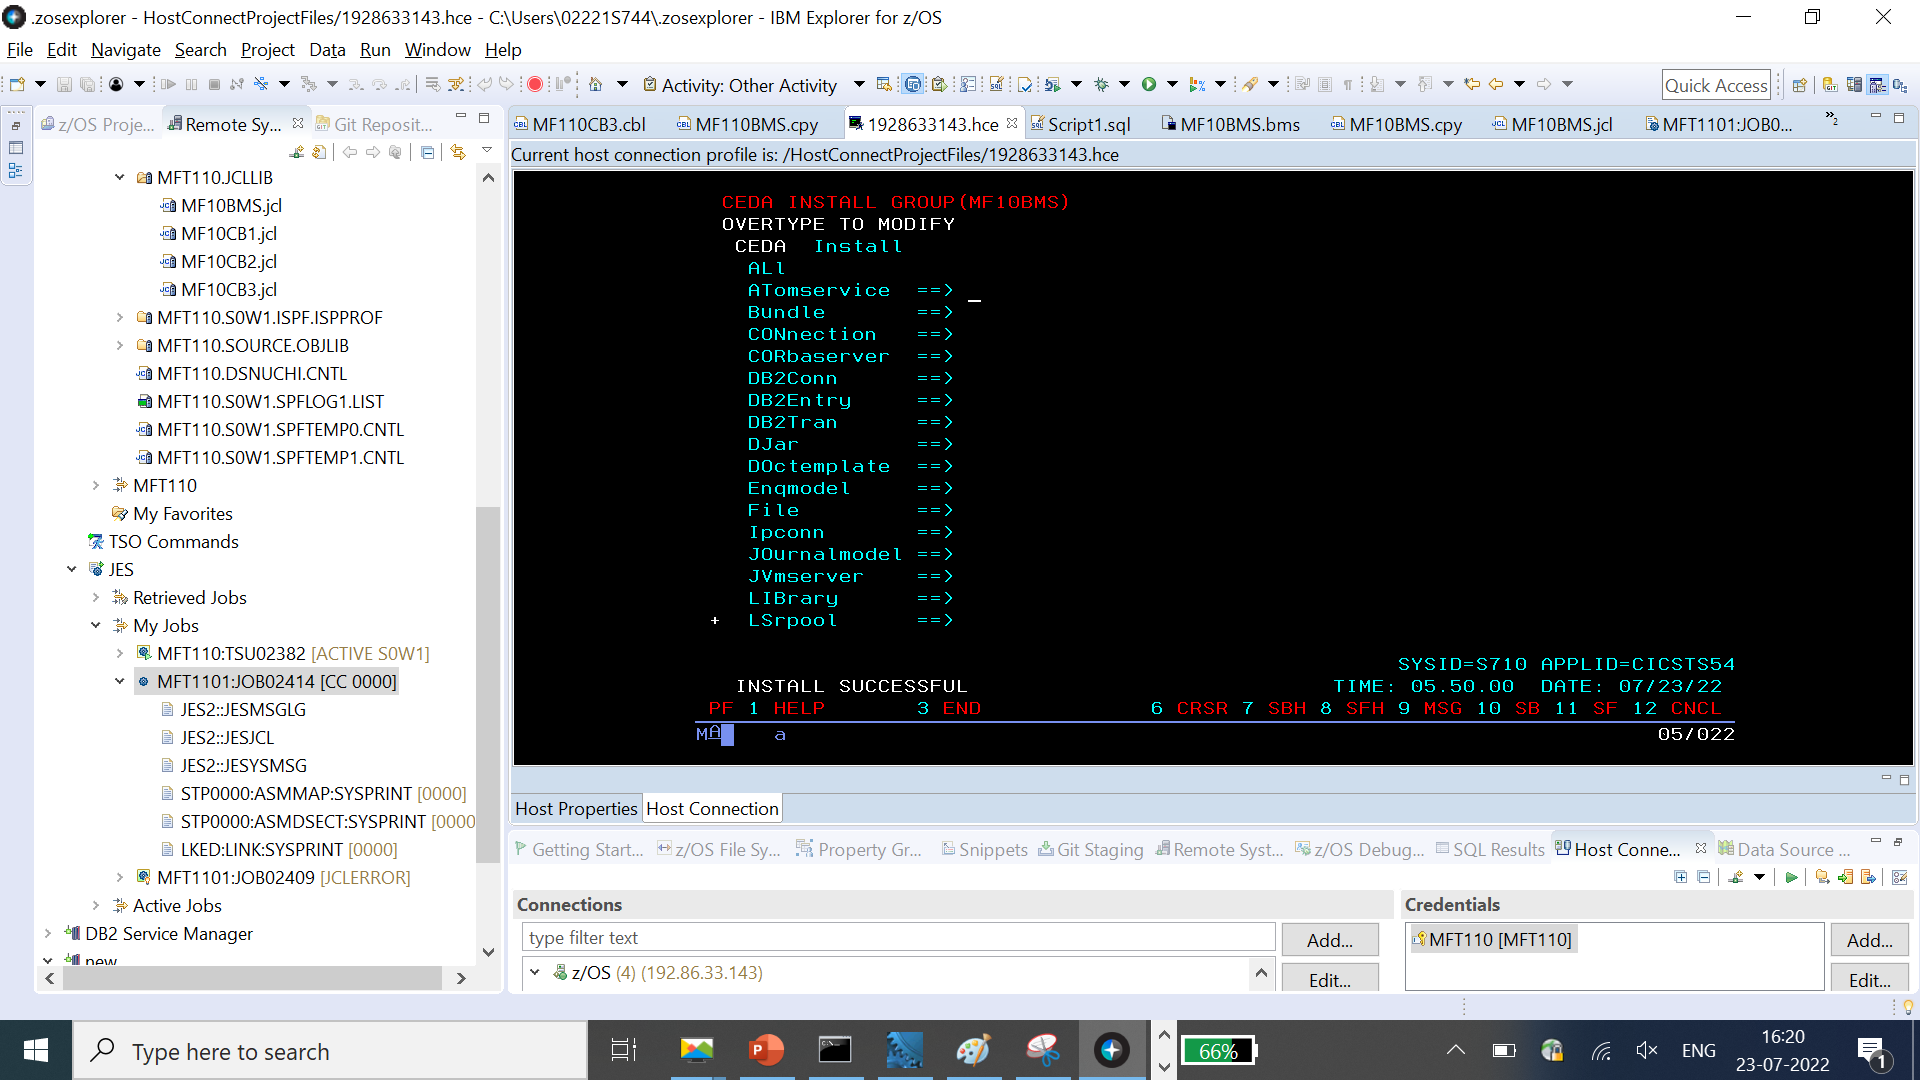 .zosexplorer - HostConnectProjectFiles/1928633143.hce - C:\Users\02221S744\.zosexplorer - IBM Explorer for z/OS
File Edit Navigate Search Project Data Run Window Help
Activity: Other Activity
Quick Access
z/OS Proje... Remote Sy... Git Reposit...
MF110CB3.cbl MF110BMS.cpy 1928633143.hce Script1.sql MF10BMS.bms MF10BMS.cpy MF10BMS.jcl MFT1101:JOB0... »2
Current host connection profile is: /HostConnectProjectFiles/1928633143.hce
MFT110.JCLLIB
MF10BMS.jcl
MF10CB1.jcl
MF10CB2.jcl
MF10CB3.jcl
MFT110.S0W1.ISPF.ISPPROF
MFT110.SOURCE.OBJLIB
MFT110.DSNUCHI.CNTL
MFT110.S0W1.SPFLOG1.LIST
MFT110.S0W1.SPFTEMP0.CNTL
MFT110.S0W1.SPFTEMP1.CNTL
MFT110
My Favorites
TSO Commands
JES
Retrieved Jobs
My Jobs
MFT110:TSU02382 [ACTIVE S0W1]
MFT1101:JOB02414 [CC 0000]
JES2::JESMSGLG
JES2::JESJCL
JES2::JESYSMSG
STP0000:ASMMAP:SYSPRINT [0000]
STP0000:ASMDSECT:SYSPRINT [0000
LKED:LINK:SYSPRINT [0000]
MFT1101:JOB02409 [JCLERROR]
Active Jobs
DB2 Service Manager
new
CEDA INSTALL GROUP(MF10BMS)
OVERTYPE TO MODIFY
CEDA Install
ALl
ATomservice ==> _
Bundle ==>
CONnection ==>
CORbaserver ==>
DB2Conn ==>
DB2Entry ==>
DB2Tran ==>
DJar ==>
DOctemplate ==>
Enqmodel ==>
File ==>
Ipconn ==>
JOurnalmodel ==>
JVmserver ==>
LIBrary ==>
+ LSrpool ==>
SYSID=S710 APPLID=CICSTS54
INSTALL SUCCESSFUL TIME: 05.50.00 DATE: 07/23/22
PF 1 HELP 3 END 6 CRSR 7 SBH 8 SFH 9 MSG 10 SB 11 SF 12 CNCL
MA a 05/022
Host Properties Host Connection
Getting Start... z/OS File Sy... Property Gr... Snippets Git Staging Remote Syst... z/OS Debug... SQL Results Host Conne... Data Source ...
Connections
type filter text
Add...
z/OS (4) (192.86.33.143)
Edit...
Credentials
MFT110 [MFT110]
Add...
Edit...
Type here to search
66%
ENG
16:20
23-07-2022
1